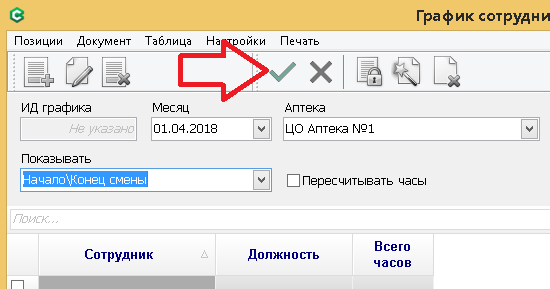 График сотрудни
Позиции Документ Таблица Настройки Печать
ИД графика Месяц Аптека
Не указано 01.04.2018 ЦО Аптека №1
Показывать
Начало\Конец смены Пересчитывать часы
Поиск...
Сотрудник Должность Всего
часов